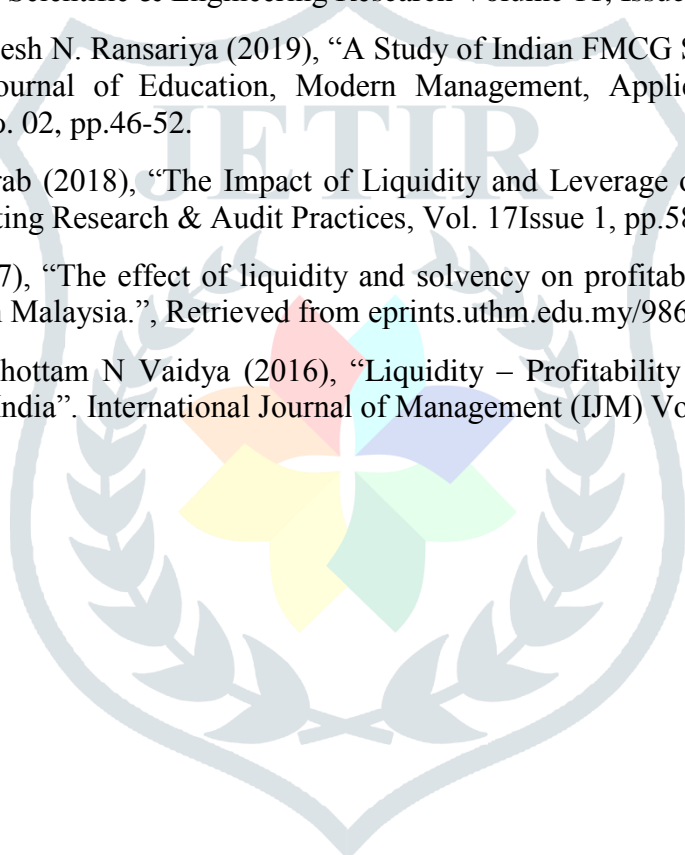 Scientific & Engineering Research Volume 11, Issue
esh N. Ransariya (2019), “A Study of Indian FMCG S
ournal of Education, Modern Management, Applie
o. 02, pp.46-52.
rab (2018), “The Impact of Liquidity and Leverage o
ting Research & Audit Practices, Vol. 17Issue 1, pp.58
7), “The effect of liquidity and solvency on profitab
n Malaysia.”, Retrieved from eprints.uthm.edu.my/986
hottam N Vaidya (2016), “Liquidity – Profitability
India”. International Journal of Management (IJM) Vo
JETIR